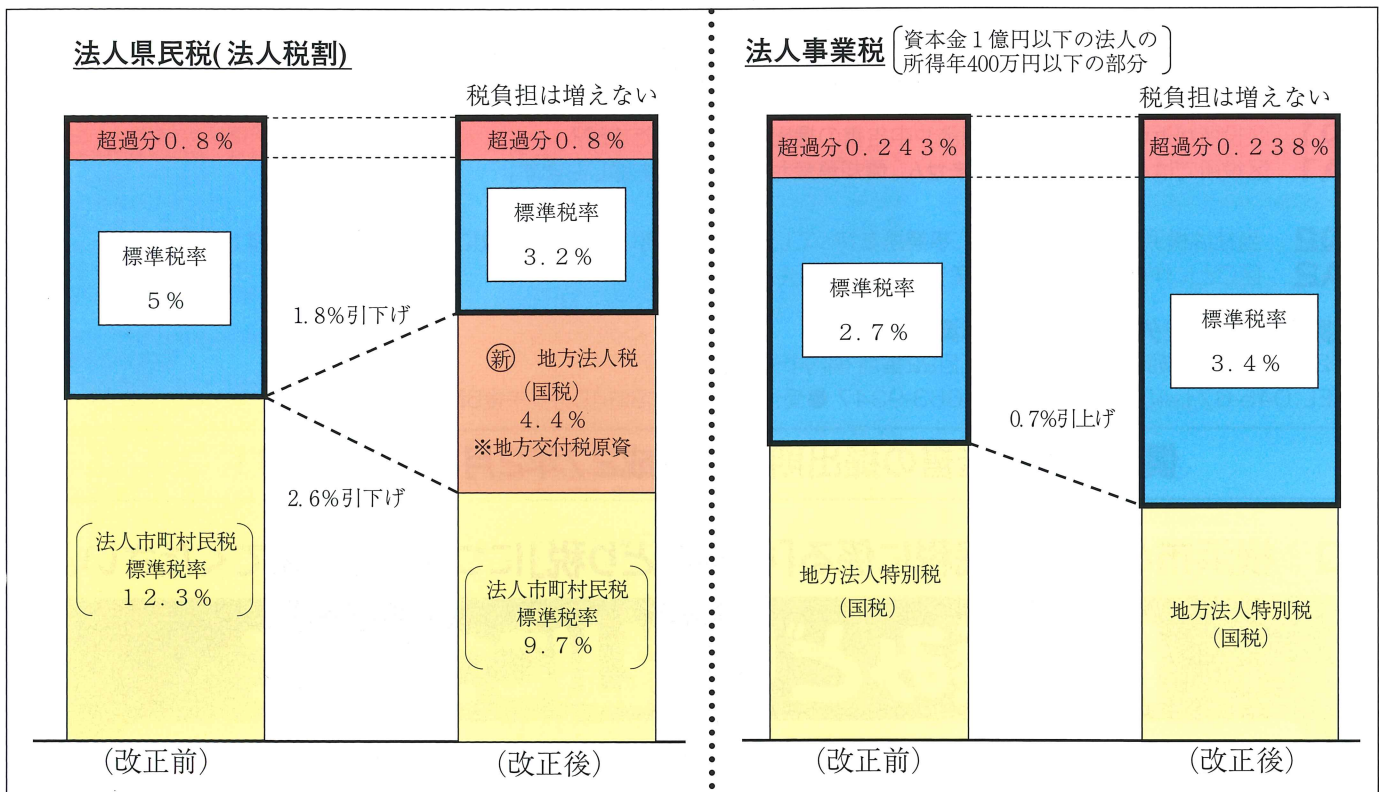 法人県民税(法人税割)
税負担は増えない
超過分0.8%
標準税率
5%
法人市町村民税
標準税率
12.3%
(改正前)
1.8%引下げ
2.6%引下げ
超過分0.8%
標準税率
3.2%
新 地方法人税
(国税)
4.4%
※地方交付税原資
法人市町村民税
標準税率
9.7%
(改正後)
法人事業税
資本金1億円以下の法人の
所得年400万円以下の部分
税負担は増えない
超過分0.243%
標準税率
2.7%
地方法人特別税
(国税)
(改正前)
0.7%引上げ
超過分0.238%
標準税率
3.4%
地方法人特別税
(国税)
(改正後)